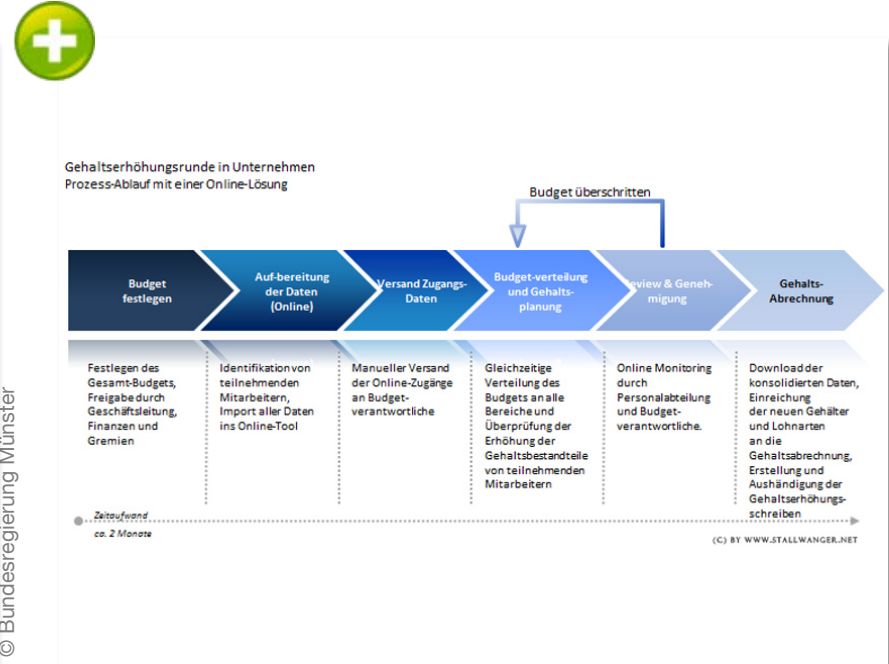 Gehaltserhöhungsrunde in Unternehmen
Prozess-Ablauf mit einer Online-Lösung
Budget überschritten
Budget
festlegen
Auf-bereitung
der Daten
(Online)
Versand Zugangs-
Daten
Budget-verteilung
und Gehalts-
planung
eview & Geneh-
migung
Gehalts-
Abrechnung
Festlegen des
Gesamt-Budgets,
Freigabe durch
Geschäftsleitung,
Finanzen und
Gremien
Identifikation von
teilnehmenden
Mitarbeitern,
Import aller Daten
ins Online-Tool
Manueller Versand
der Online-Zugänge
an Budget-
verantwortliche
Gleichzeitige
Verteilung des
Budgets an alle
Bereiche und
Überprüfung der
Erhöhung der
Gehaltsbestandteile
von teilnehmenden
Mitarbeitern
Online Monitoring
durch
Personalabteilung
und Budget-
verantwortliche.
Download der
konsolidierten Daten,
Einreichung
der neuen Gehälter
und Lohnarten
an die
Gehaltsabrechnung,
Erstellung und
Aushändigung der
Gehaltserhöhungs-
schreiben
Zeitaufwand
ca. 2 Monate
(C) BY WWW.STALLWANGER.NET
© Bundesregierung Münster